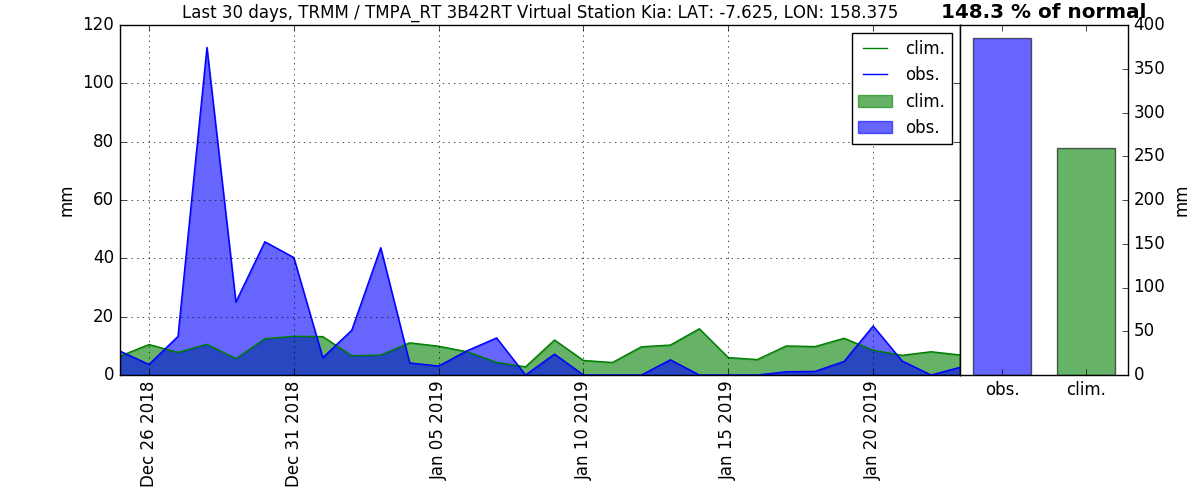 Last 30 days, TRMM / TMPA_RT 3B42RT Virtual Station Kia: LAT: -7.625, LON: 158.375
148.3 % of normal
120
100
80
60
40
20
0
mm
clim.
obs.
clim.
obs.
Dec 26 2018
Dec 31 2018
Jan 05 2019
Jan 10 2019
Jan 15 2019
Jan 20 2019
400
350
300
250
200
150
100
50
0
mm
obs.
clim.